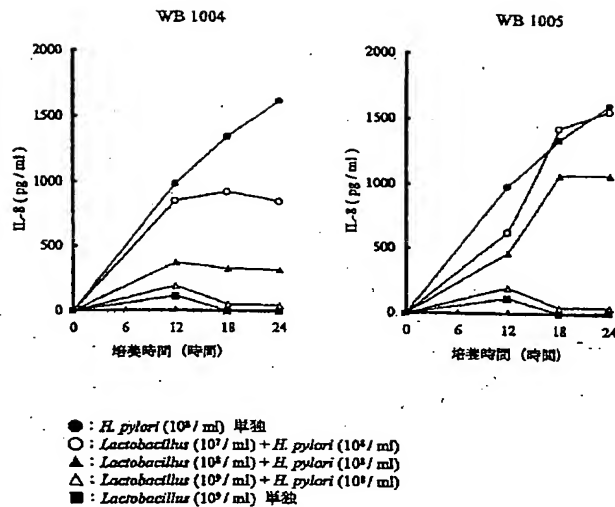 WB 1004
WB 1005
2000
1500
1000
500
0
IL-8 ( pg / ml )
0 6 12 18 24
培養時間 (時間)
2000
1500
1000
500
0
IL-8 ( pg / ml )
0 6 12 18 24
培養時間 (時間)
● : H. pylori (10⁸ / ml) 単独
○ : Lactobacillus (10⁷ / ml) + H. pylori (10⁸ / ml)
▲ : Lactobacillus (10⁸ / ml) + H. pylori (10⁸ / ml)
△ : Lactobacillus (10⁹ / ml) + H. pylori (10⁸ / ml)
■ : Lactobacillus (10⁹ / ml) 単独